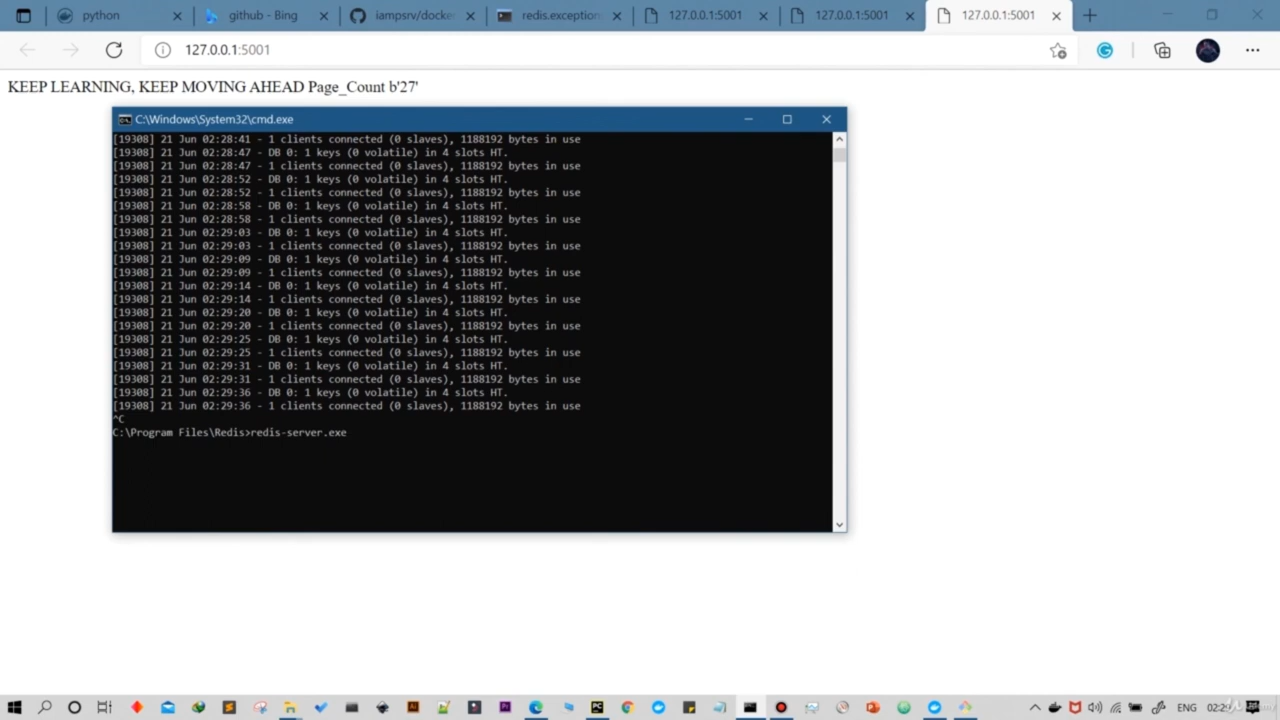 python
github - Bing
iampsrv/docke
redis.exception
127.0.0.1:5001
127.0.0.1:5001
127.0.0.1:5001
127.0.0.1:5001
KEEP LEARNING, KEEP MOVING AHEAD Page_Count b'27'
C:\Windows\System32\cmd.exe
[19308] 21 Jun 02:28:41 - 1 clients connected (0 slaves), 1188192 bytes in use
[19308] 21 Jun 02:28:47 - DB 0: 1 keys (0 volatile) in 4 slots HT.
[19308] 21 Jun 02:28:47 - 1 clients connected (0 slaves), 1188192 bytes in use
[19308] 21 Jun 02:28:52 - DB 0: 1 keys (0 volatile) in 4 slots HT.
[19308] 21 Jun 02:28:52 - 1 clients connected (0 slaves), 1188192 bytes in use
[19308] 21 Jun 02:28:58 - DB 0: 1 keys (0 volatile) in 4 slots HT.
[19308] 21 Jun 02:28:58 - 1 clients connected (0 slaves), 1188192 bytes in use
[19308] 21 Jun 02:29:03 - DB 0: 1 keys (0 volatile) in 4 slots HT.
[19308] 21 Jun 02:29:03 - 1 clients connected (0 slaves), 1188192 bytes in use
[19308] 21 Jun 02:29:09 - DB 0: 1 keys (0 volatile) in 4 slots HT.
[19308] 21 Jun 02:29:09 - 1 clients connected (0 slaves), 1188192 bytes in use
[19308] 21 Jun 02:29:14 - DB 0: 1 keys (0 volatile) in 4 slots HT.
[19308] 21 Jun 02:29:14 - 1 clients connected (0 slaves), 1188192 bytes in use
[19308] 21 Jun 02:29:20 - DB 0: 1 keys (0 volatile) in 4 slots HT.
[19308] 21 Jun 02:29:20 - 1 clients connected (0 slaves), 1188192 bytes in use
[19308] 21 Jun 02:29:25 - DB 0: 1 keys (0 volatile) in 4 slots HT.
[19308] 21 Jun 02:29:25 - 1 clients connected (0 slaves), 1188192 bytes in use
[19308] 21 Jun 02:29:31 - DB 0: 1 keys (0 volatile) in 4 slots HT.
[19308] 21 Jun 02:29:31 - 1 clients connected (0 slaves), 1188192 bytes in use
[19308] 21 Jun 02:29:36 - DB 0: 1 keys (0 volatile) in 4 slots HT.
[19308] 21 Jun 02:29:36 - 1 clients connected (0 slaves), 1188192 bytes in use
^C
C:\Program Files\Redis>redis-server.exe
ENG